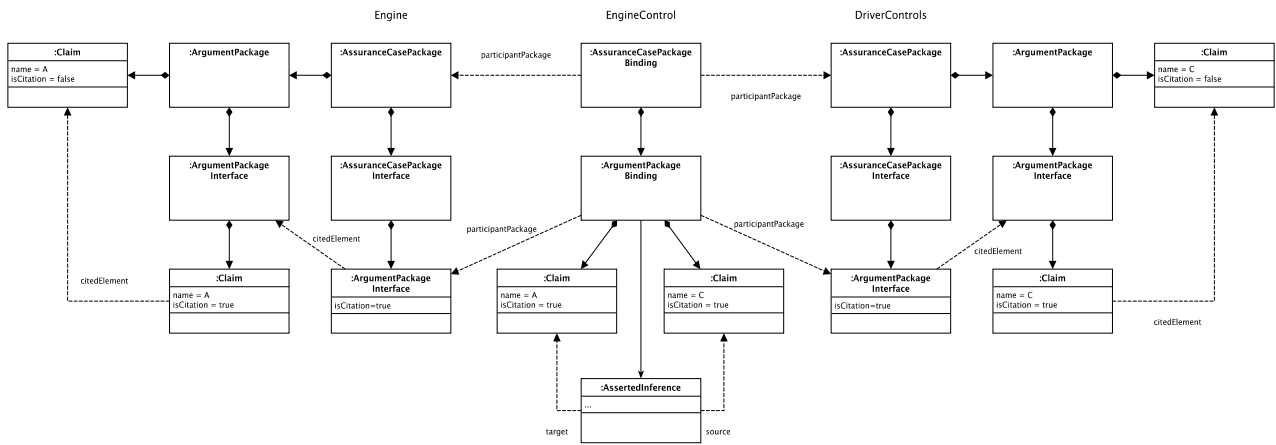 Engine
EngineControl
DriverControls
:Claim
name = A
isCitation = false
:ArgumentPackage
:AssuranceCasePackage
participantPackage
:AssuranceCasePackage
Binding
participantPackage
:AssuranceCasePackage
:ArgumentPackage
:Claim
name = C
isCitation = false
:ArgumentPackage
Interface
:AssuranceCasePackage
Interface
:ArgumentPackage
Binding
:AssuranceCasePackage
Interface
:ArgumentPackage
Interface
citedElement
participantPackage
participantPackage
citedElement
citedElement
:Claim
name = A
isCitation = true
:ArgumentPackage
Interface
isCitation=true
:Claim
name = A
isCitation = true
:Claim
name = C
isCitation = true
:ArgumentPackage
Interface
isCitation=true
:Claim
name = C
isCitation = true
citedElement
:AssertedInference
...
target
source